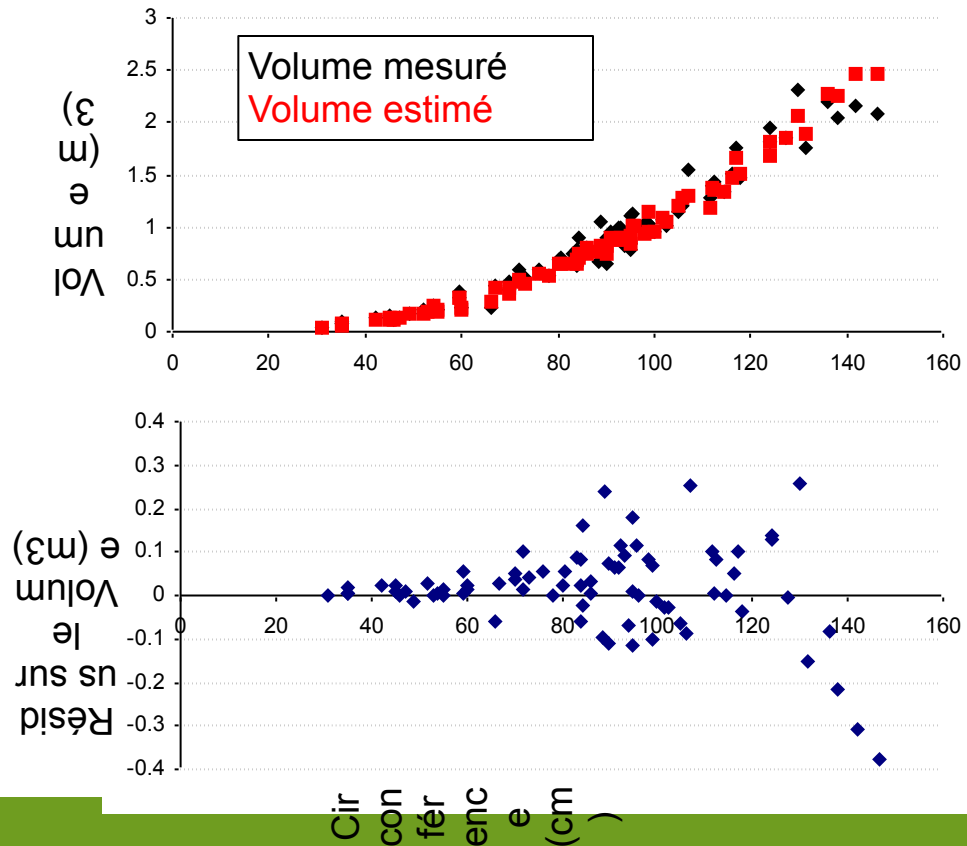 3
2.5
2
1.5
1
0.5
0
Volume mesuré
Volume estimé
Vol
um
e
(m
3)
0 20 40 60 80 100 120 140 160
0.4
0.3
0.2
0.1
0
-0.1
-0.2
-0.3
-0.4
0 20 40 60 80 100 120 140 160
Résid
us sur
le
Volum
e (m3)
Cir
con
fér
enc
e
(cm
)